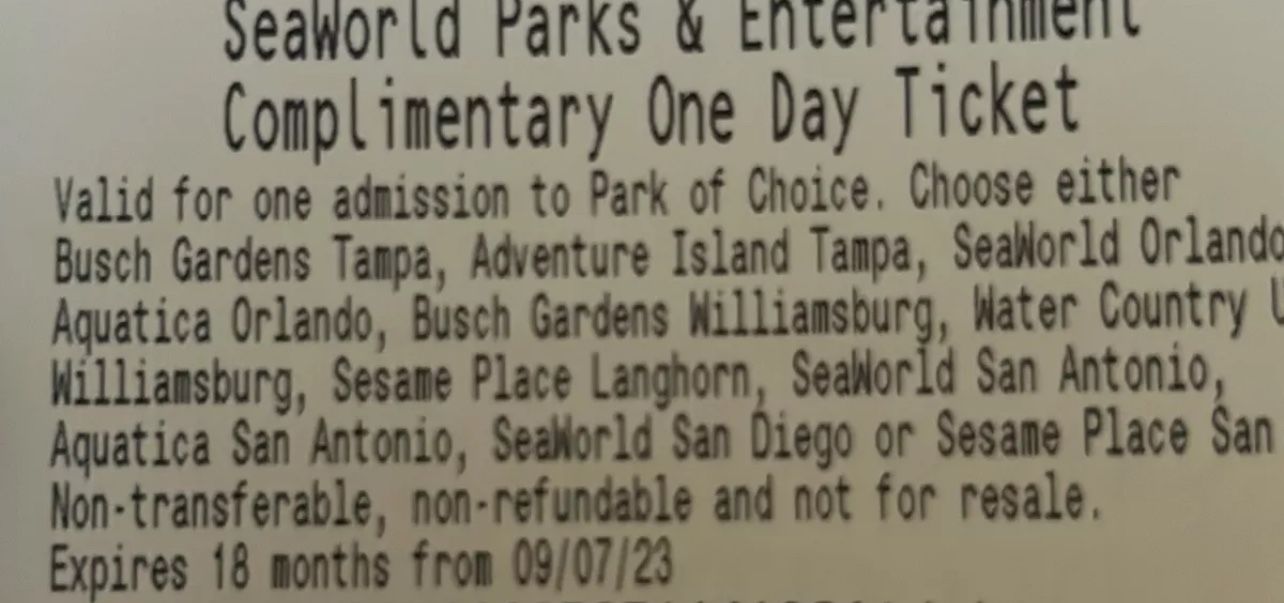 SeaWorld Parks & Entertainment
Complimentary One Day Ticket
Valid for one admission to Park of Choice. Choose either
Busch Gardens Tampa, Adventure Island Tampa, SeaWorld Orlando
Aquatica Orlando, Busch Gardens Williamsburg, Water Country
Williamsburg, Sesame Place Langhorn, SeaWorld San Antonio,
Aquatica San Antonio, SeaWorld San Diego or Sesame Place San
Non-transferable, non-refundable and not for resale.
Expires 18 months from 09/07/23